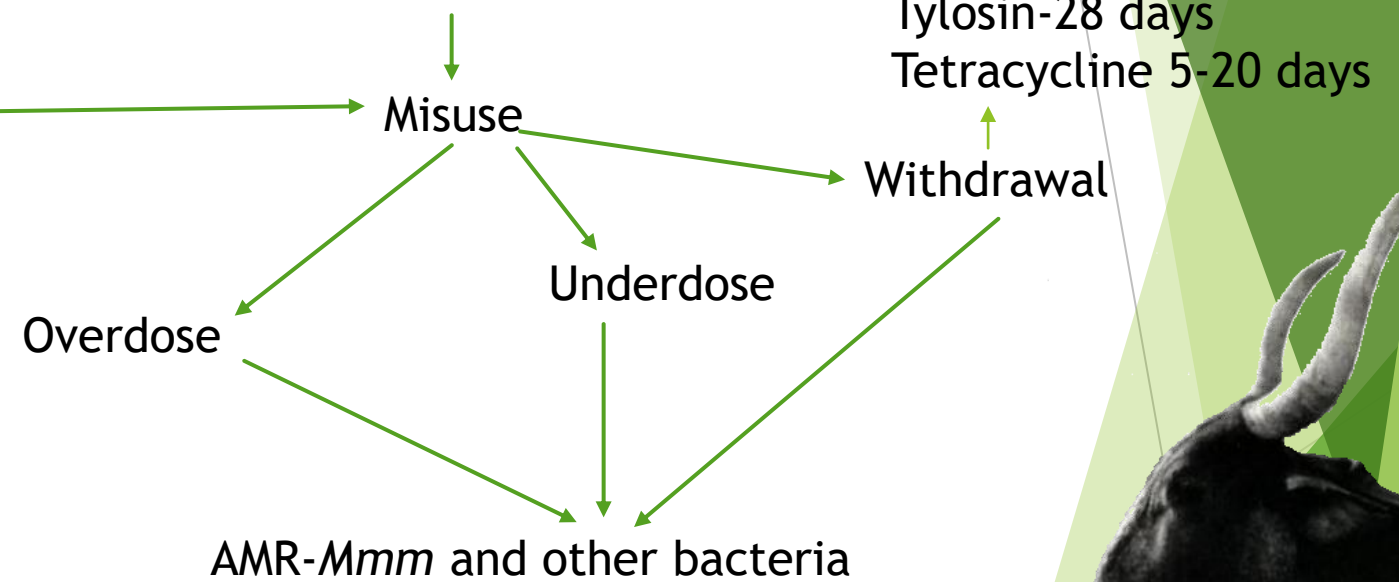 Tylosin-28 days
Tetracycline 5-20 days
Misuse
Withdrawal
Underdose
Overdose
AMR-Mmm and other bacteria